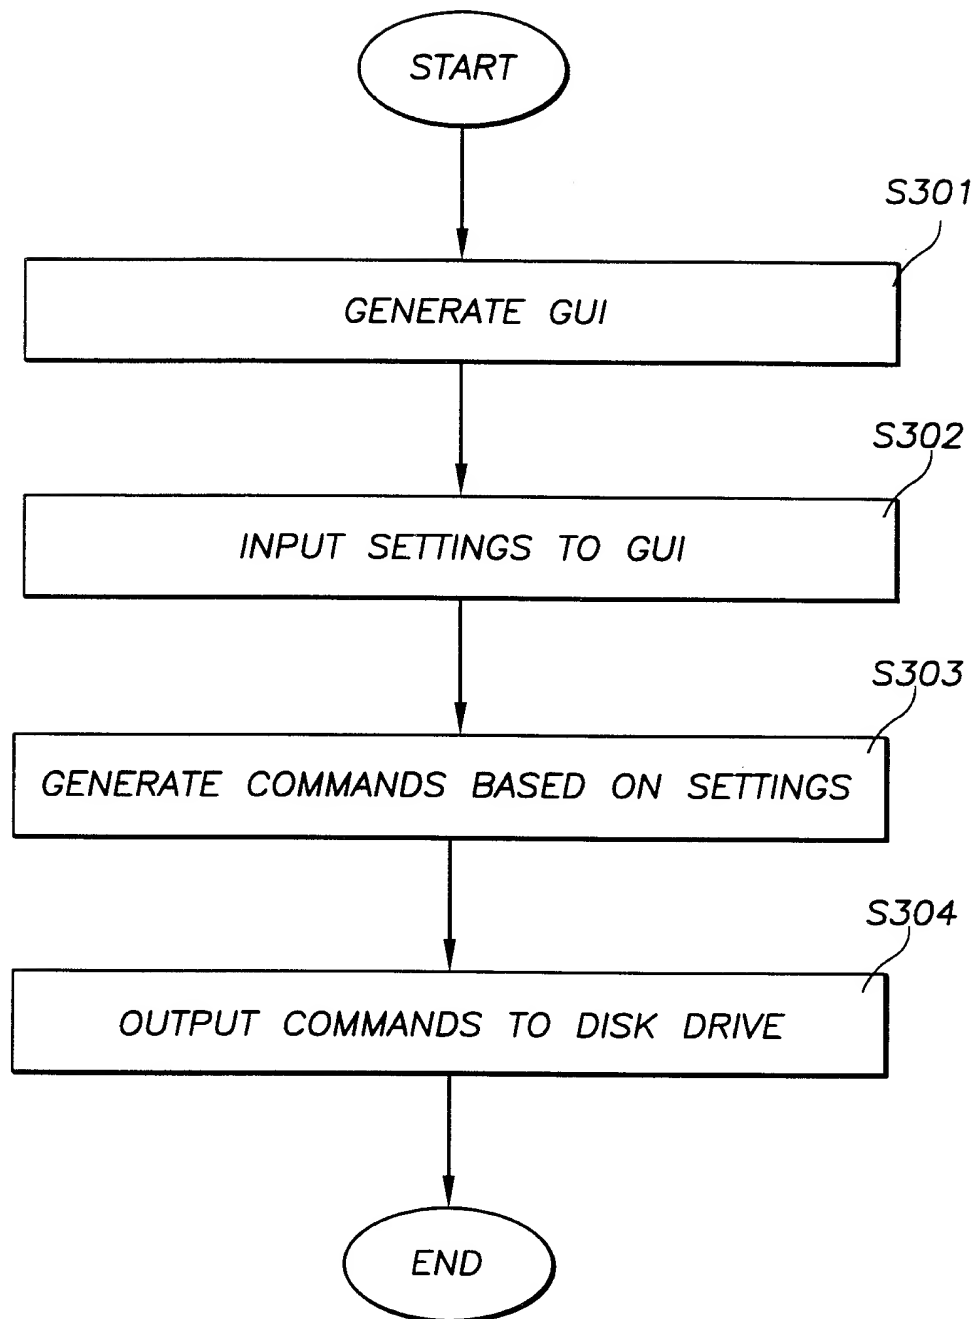 START
S301
GENERATE GUI
S302
INPUT SETTINGS TO GUI
S303
GENERATE COMMANDS BASED ON SETTINGS
S304
OUTPUT COMMANDS TO DISK DRIVE
END